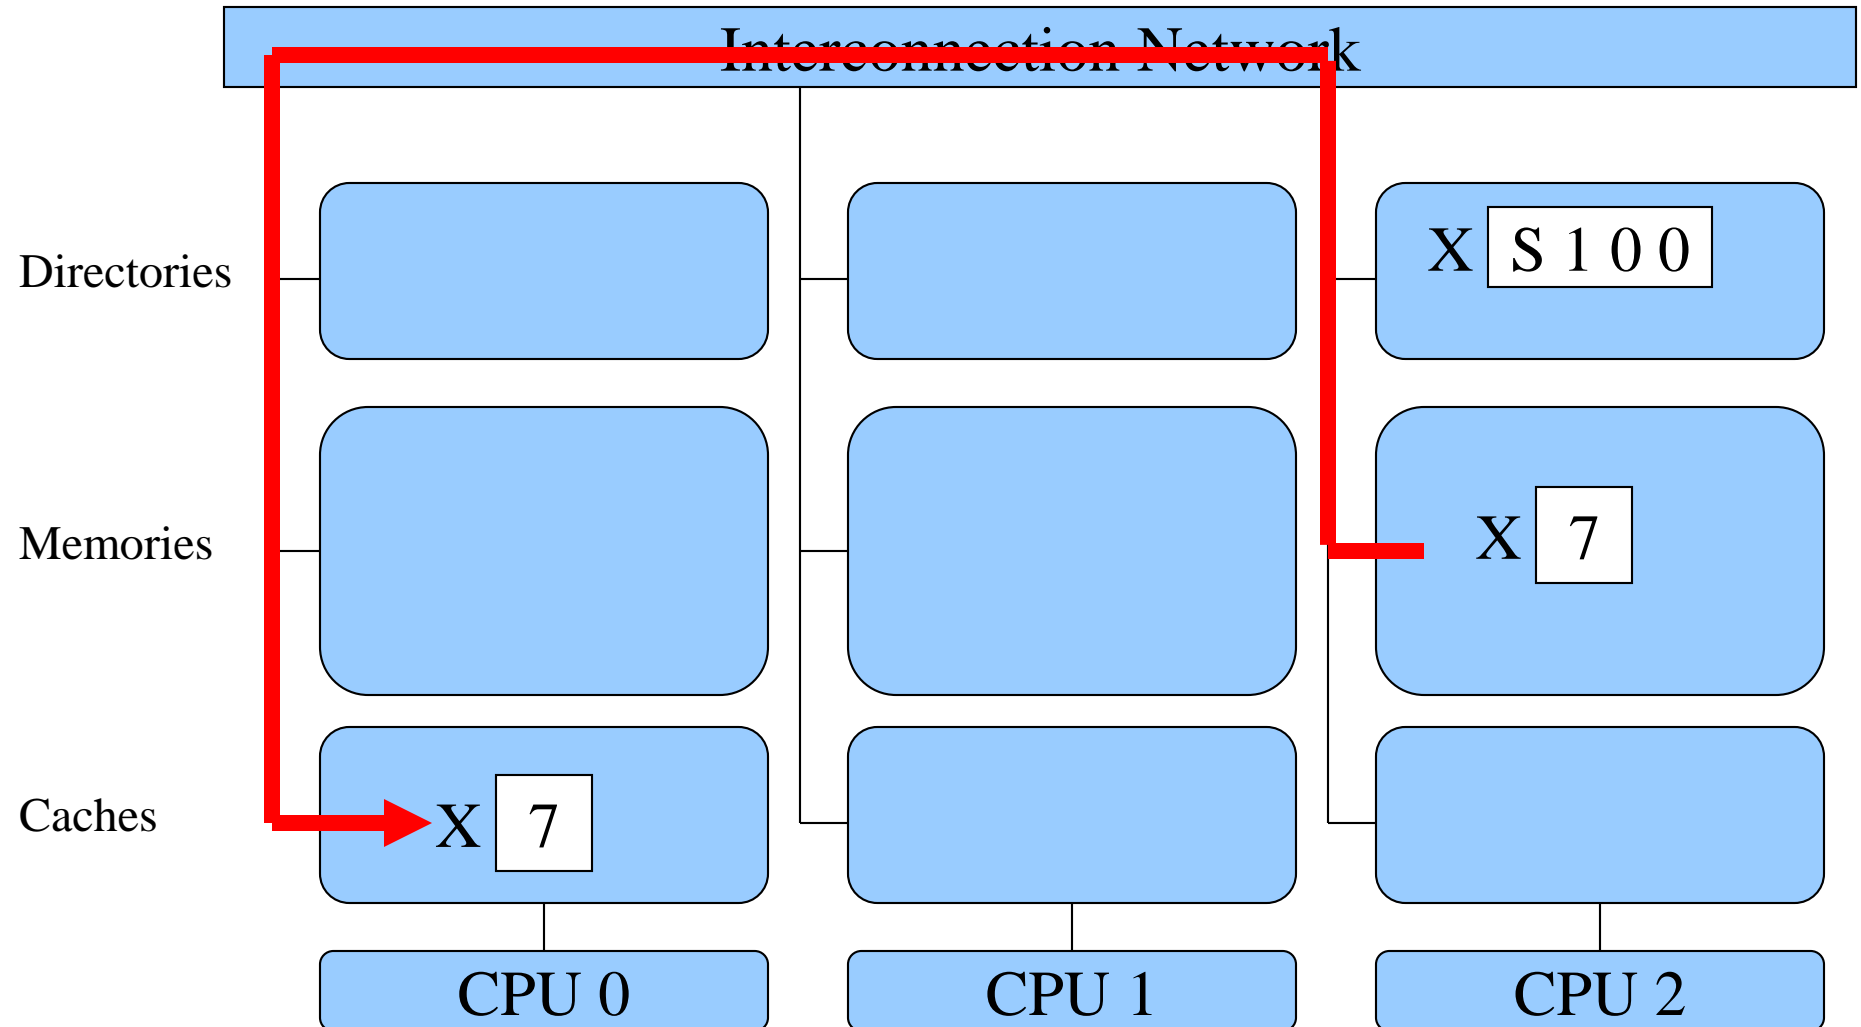 Interconnection Network
Directories
X S 1 0 0
Memories
X 7
Caches
X 7
CPU 0
CPU 1
CPU 2